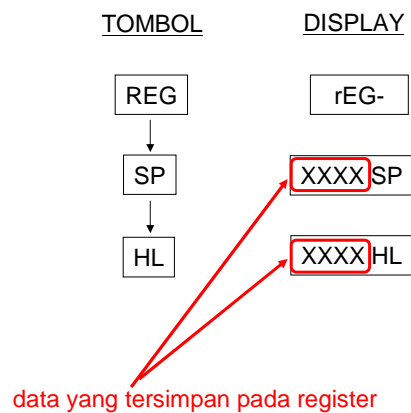 TOMBOL DISPLAY
REG rEG-
SP XXXX SP
HL XXXX HL
data yang tersimpan pada register